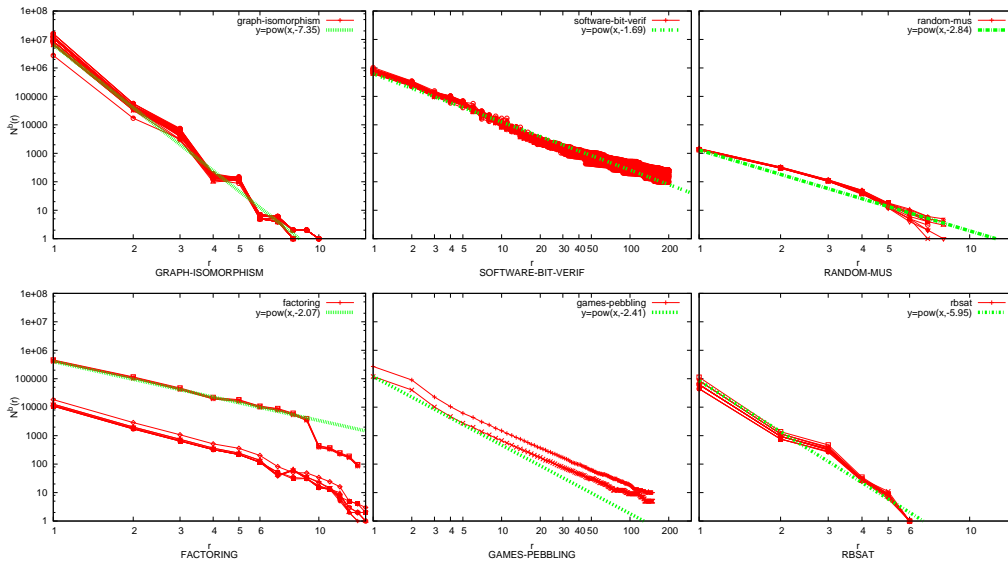 1e+08
1e+07
1e+06
100000
10000
1000
100
10
1
N^b(r)
graph-isomorphism
y=pow(x,-7.35)
1 2 3 4 5 6 10
r
GRAPH-ISOMORPHISM
software-bit-verif
y=pow(x,-1.69)
1 2 3 4 5 10 20 30 40 50 100 200
r
SOFTWARE-BIT-VERIF
random-mus
y=pow(x,-2.84)
1 2 3 4 5 6 10
r
RANDOM-MUS
1e+08
1e+07
1e+06
100000
10000
1000
100
10
1
N^b(r)
factoring
y=pow(x,-2.07)
1 2 3 4 5 6 10
r
FACTORING
games-pebbling
y=pow(x,-2.41)
1 2 3 4 5 10 20 30 40 50 100 200
r
GAMES-PEBBLING
rbsat
y=pow(x,-5.95)
1 2 3 4 5 6 10
r
RBSAT